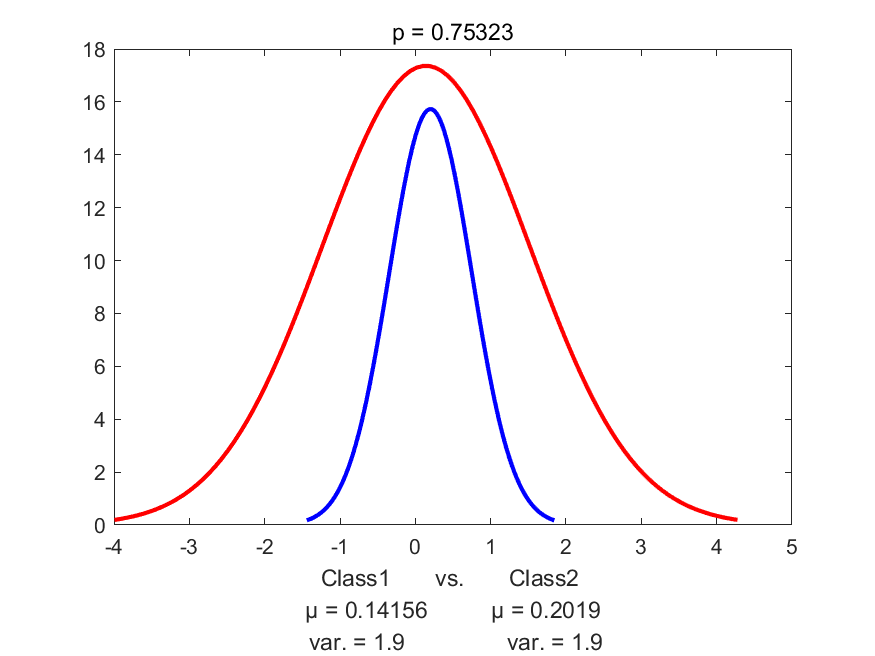 p = 0.75323
18
16
14
12
10
8
6
4
2
0
-4 -3 -2 -1 0 1 2 3 4 5
Class1 vs. Class2
μ = 0.14156 μ = 0.2019
var. = 1.9 var. = 1.9